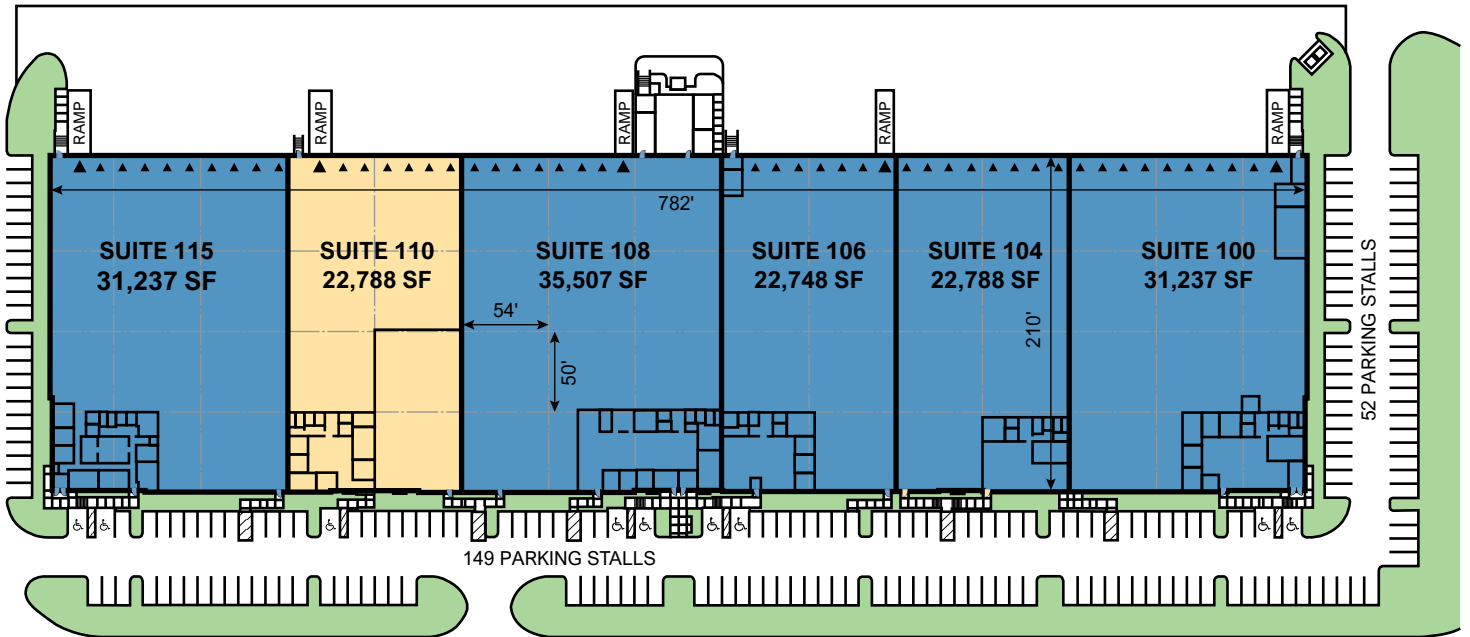 RAMP
RAMP
RAMP
RAMP
RAMP
782'
SUITE 115
31,237 SF
SUITE 110
22,788 SF
SUITE 108
35,507 SF
SUITE 106
22,748 SF
SUITE 104
22,788 SF
SUITE 100
31,237 SF
54'
50'
210'
52 PARKING STALLS
149 PARKING STALLS